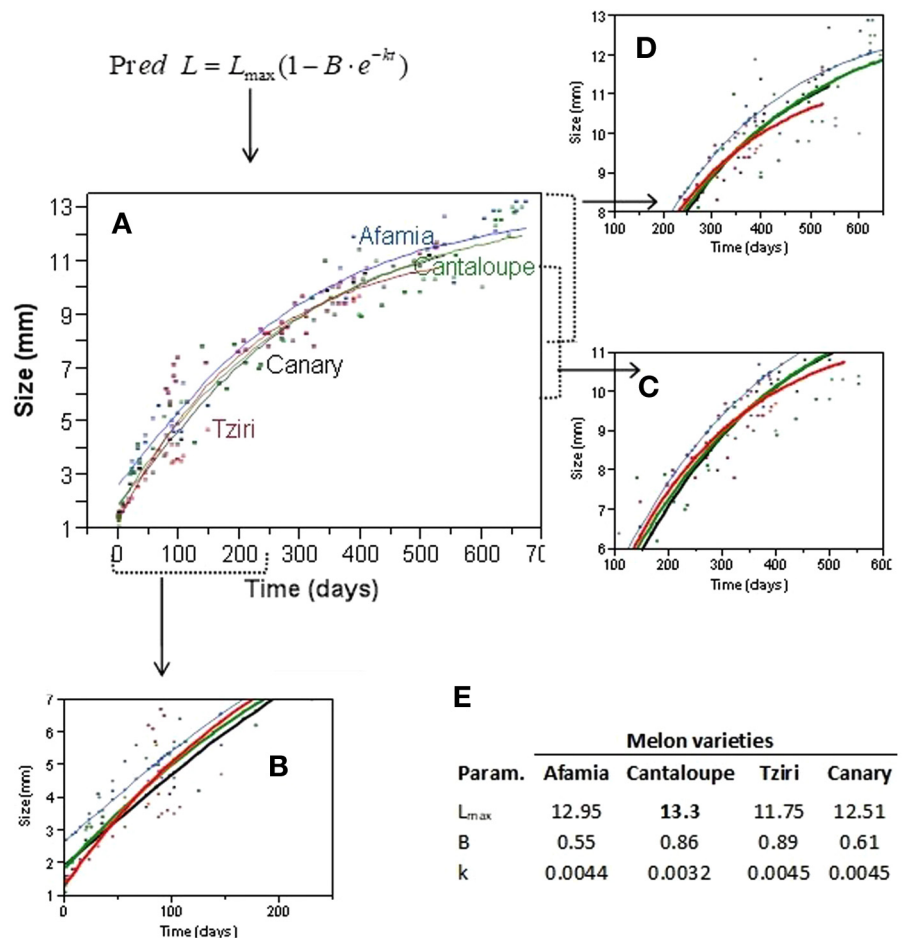 Pred L = Lmax(1 − B · e^−kt)
D
Size (mm)
13
12
11
10
9
8
100 200 300 400 500 600
Time (days)
A
Size (mm)
13
11
9
7
5
3
1
Afamia
Cantaloupe
Canary
Tziri
0 100 200 300 400 500 600 70
Time (days)
C
Size (mm)
11
10
9
8
7
6
100 200 300 400 500 60
Time (days)
B
Size(mm)
7
6
5
4
3
2
1
0 100 200
Time (days)
E
Melon varieties
Param. Afamia Cantaloupe Tziri Canary
Lmax 12.95 13.3 11.75 12.51
B 0.55 0.86 0.89 0.61
k 0.0044 0.0032 0.0045 0.0045